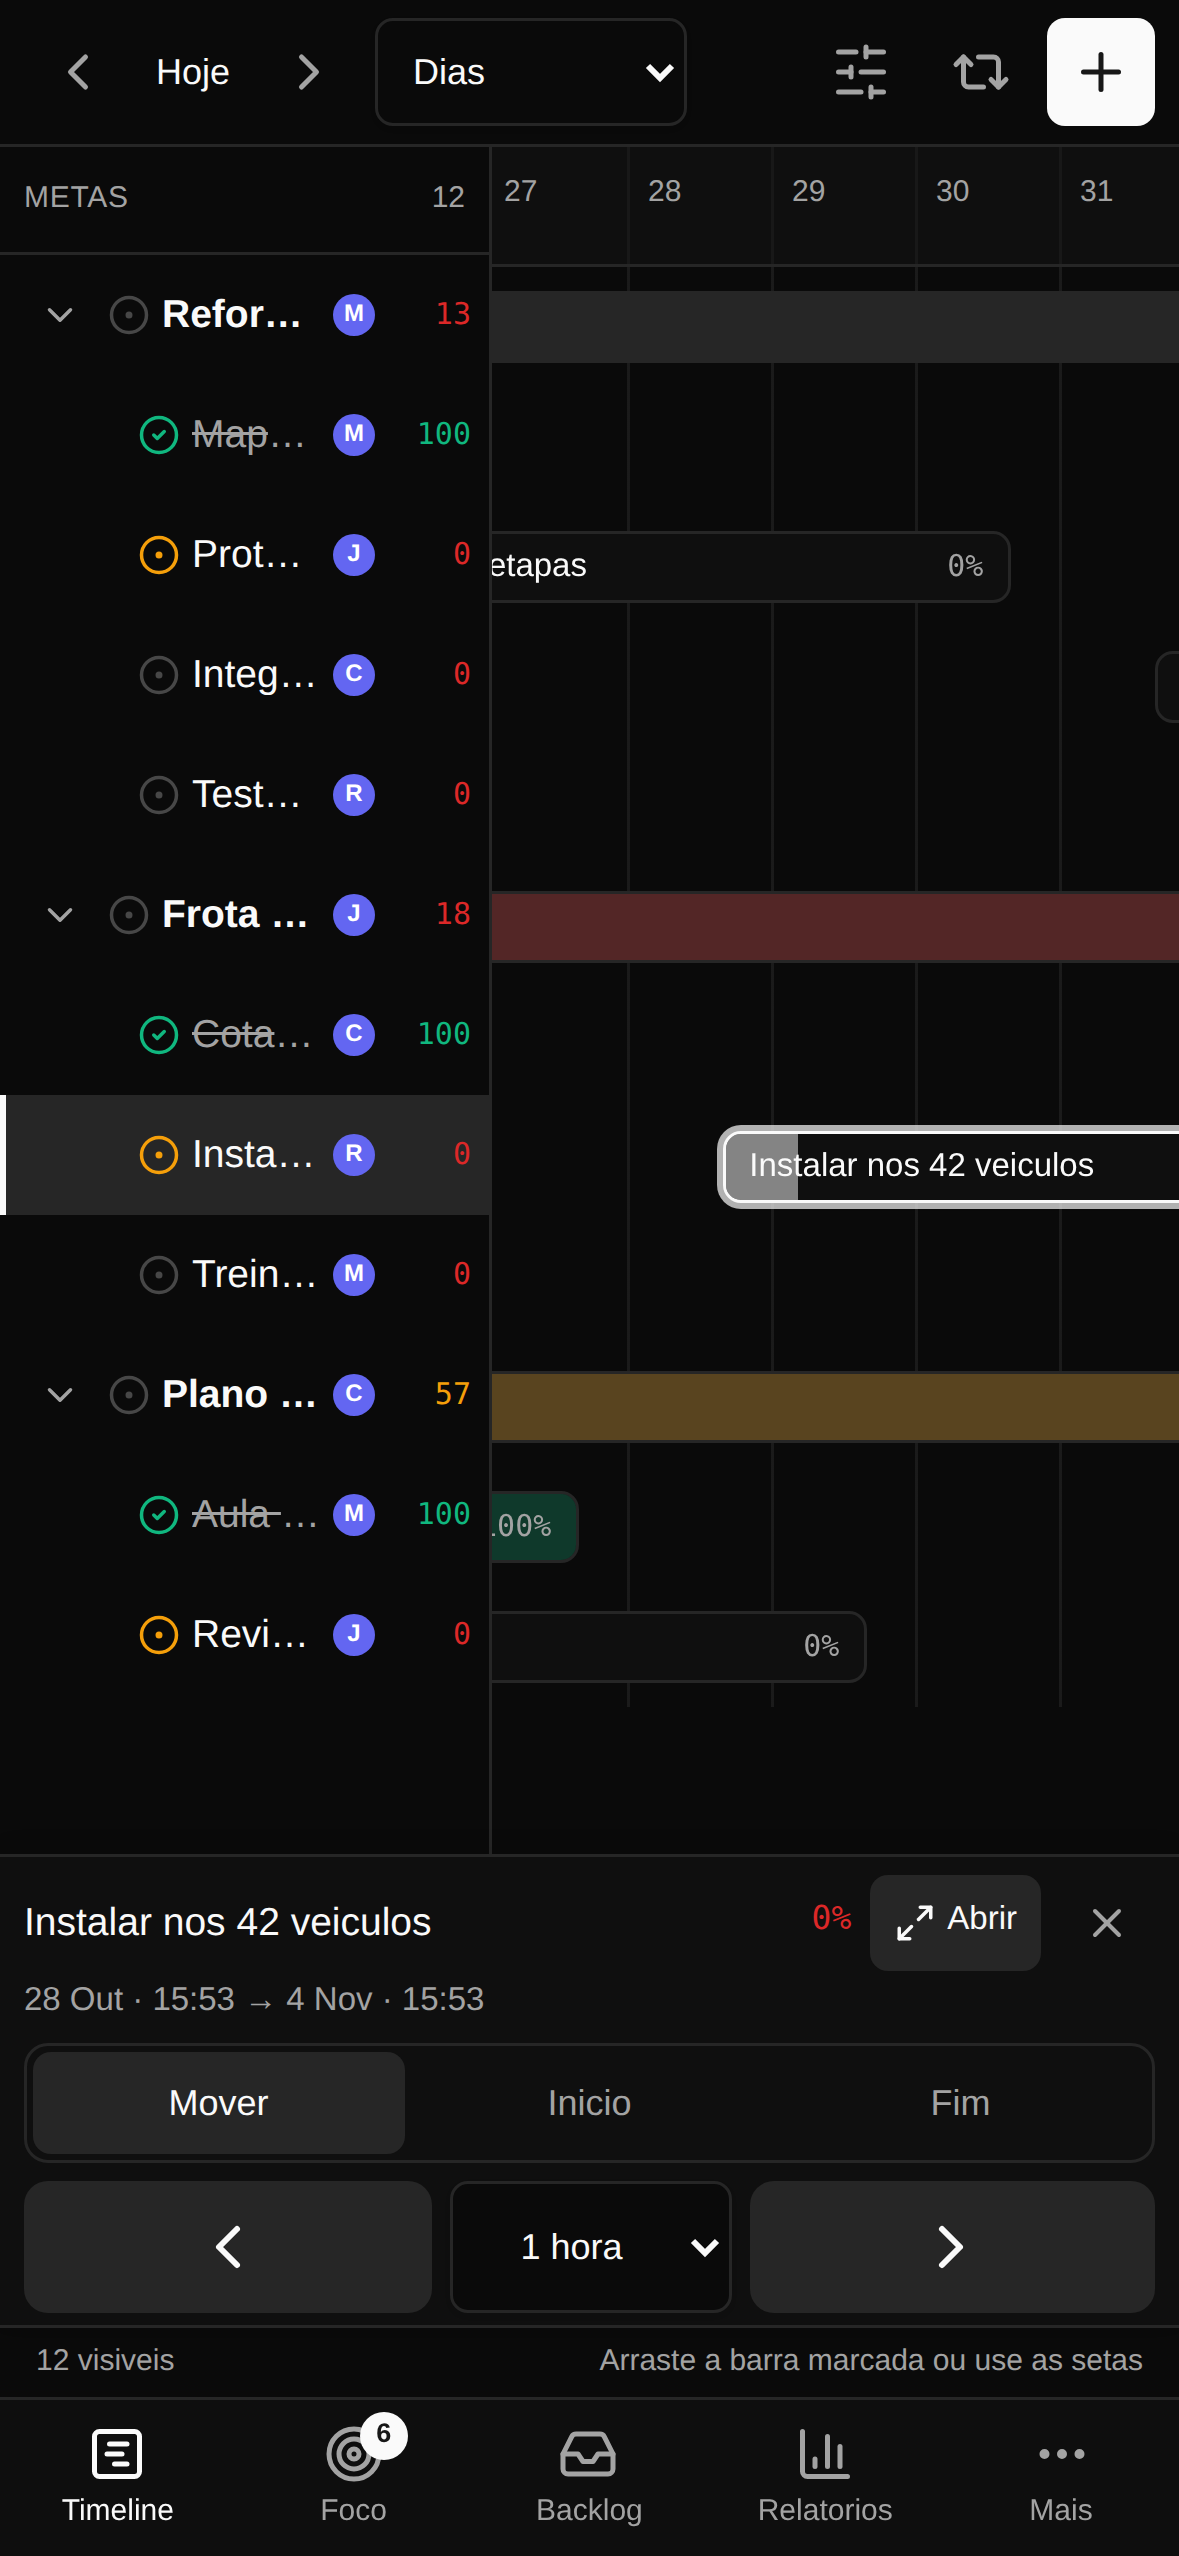 Hoje
Dias
METAS 12
27 28 29 30 31
Refor... M 13
Map... M 100
Prot... J 0
etapas 0%
Integ... C 0
Test... R 0
Frota ... J 18
Cota... C 100
Insta... R 0
Instalar nos 42 veiculos
Trein... M 0
Plano ... C 57
Aula ... M 100
00%
Revi... J 0
0%
Instalar nos 42 veiculos 0% Abrir
28 Out · 15:53 → 4 Nov · 15:53
Mover Inicio Fim
1 hora
12 visiveis Arraste a barra marcada ou use as setas
6
Timeline Foco Backlog Relatorios Mais